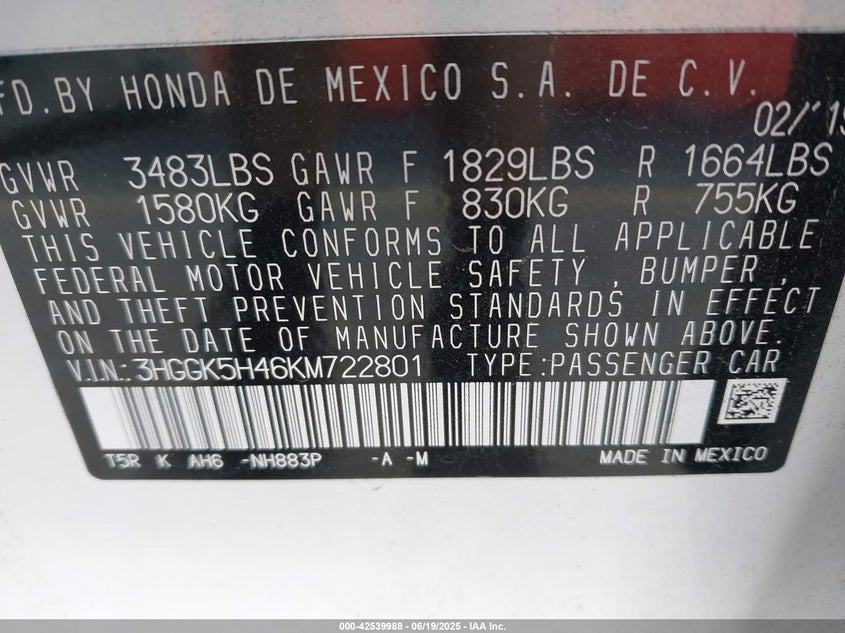 FD. BY HONDA DE MEXICO S.A. DE C.V.
02/'19
GVWR 3483LBS GAWR F 1829LBS R 1664LBS
GVWR 1580KG GAWR F 830KG R 755KG
THIS VEHICLE CONFORMS TO ALL APPLICABLE
FEDERAL MOTOR VEHICLE SAFETY , BUMPER ,
AND THEFT PREVENTION STANDARDS IN EFFECT
ON THE DATE OF MANUFACTURE SHOWN ABOVE.
V.I.N.: 3HGGK5H46KM722801 TYPE:PASSENGER CAR
T5R K AH6 -NH883P -A -M MADE IN MEXICO
000-42539988 - 06/19/2025 - IAA Inc.